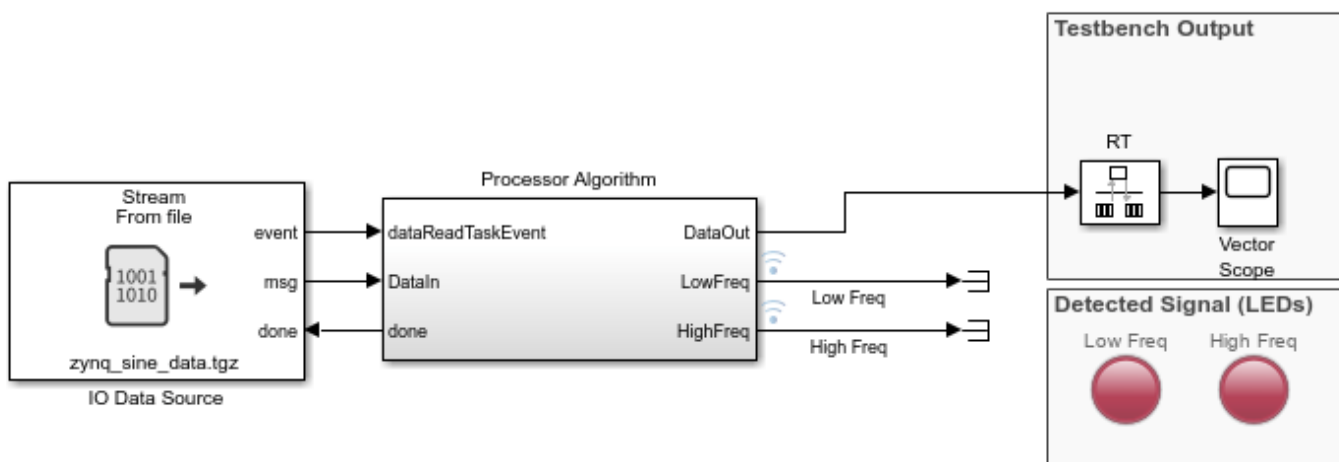 Testbench Output
RT
Processor Algorithm
Stream
From file
event
dataReadTaskEvent
DataOut
1001
1010
msg
DataIn
LowFreq
Low Freq
done
done
HighFreq
High Freq
zynq_sine_data.tgz
IO Data Source
Vector
Scope
Detected Signal (LEDs)
Low Freq
High Freq